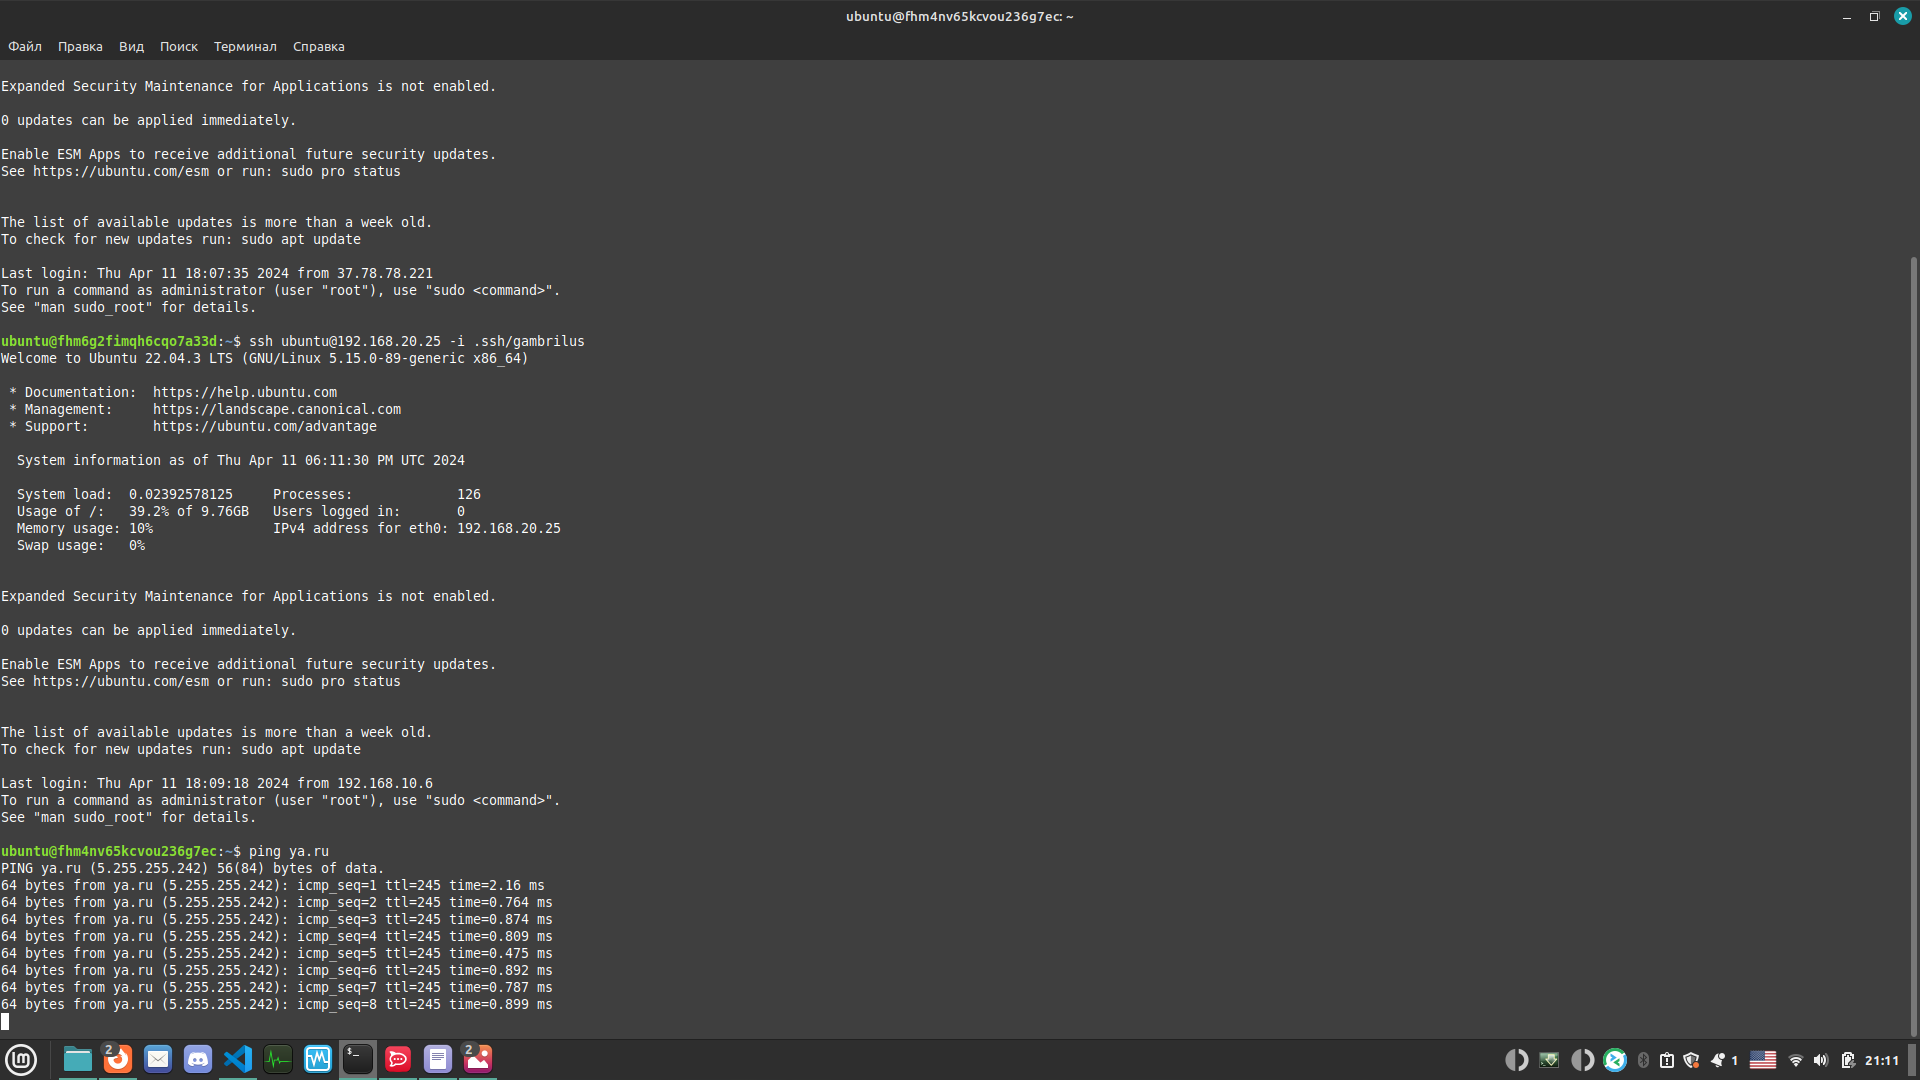 ubuntu@fhm4nv65kcvou236g7ec: ~
Файл Правка Вид Поиск Терминал Справка
Expanded Security Maintenance for Applications is not enabled.
0 updates can be applied immediately.
Enable ESM Apps to receive additional future security updates.
See https://ubuntu.com/esm or run: sudo pro status
The list of available updates is more than a week old.
To check for new updates run: sudo apt update
Last login: Thu Apr 11 18:07:35 2024 from 37.78.78.221
To run a command as administrator (user "root"), use "sudo <command>".
See "man sudo_root" for details.
ubuntu@fhm6g2fimqh6cqo7a33d:~$ ssh ubuntu@192.168.20.25 -i .ssh/gambrilus
Welcome to Ubuntu 22.04.3 LTS (GNU/Linux 5.15.0-89-generic x86_64)
* Documentation: https://help.ubuntu.com
* Management: https://landscape.canonical.com
* Support: https://ubuntu.com/advantage
System information as of Thu Apr 11 06:11:30 PM UTC 2024
System load: 0.02392578125 Processes: 126
Usage of /: 39.2% of 9.76GB Users logged in: 0
Memory usage: 10% IPv4 address for eth0: 192.168.20.25
Swap usage: 0%
Expanded Security Maintenance for Applications is not enabled.
0 updates can be applied immediately.
Enable ESM Apps to receive additional future security updates.
See https://ubuntu.com/esm or run: sudo pro status
The list of available updates is more than a week old.
To check for new updates run: sudo apt update
Last login: Thu Apr 11 18:09:18 2024 from 192.168.10.6
To run a command as administrator (user "root"), use "sudo <command>".
See "man sudo_root" for details.
ubuntu@fhm4nv65kcvou236g7ec:~$ ping ya.ru
PING ya.ru (5.255.255.242) 56(84) bytes of data.
64 bytes from ya.ru (5.255.255.242): icmp_seq=1 ttl=245 time=2.16 ms
64 bytes from ya.ru (5.255.255.242): icmp_seq=2 ttl=245 time=0.764 ms
64 bytes from ya.ru (5.255.255.242): icmp_seq=3 ttl=245 time=0.874 ms
64 bytes from ya.ru (5.255.255.242): icmp_seq=4 ttl=245 time=0.809 ms
64 bytes from ya.ru (5.255.255.242): icmp_seq=5 ttl=245 time=0.475 ms
64 bytes from ya.ru (5.255.255.242): icmp_seq=6 ttl=245 time=0.892 ms
64 bytes from ya.ru (5.255.255.242): icmp_seq=7 ttl=245 time=0.787 ms
64 bytes from ya.ru (5.255.255.242): icmp_seq=8 ttl=245 time=0.899 ms
2 $_ 2 1 21:11